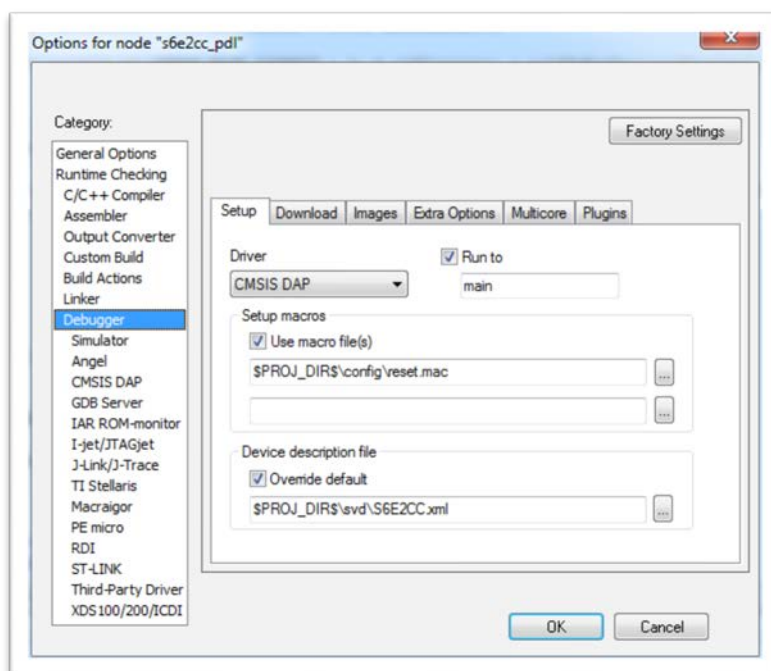 Options for node "s6e2cc_pdl"
Category:
General Options
Runtime Checking
C/C++ Compiler
Assembler
Output Converter
Custom Build
Build Actions
Linker
Debugger
Simulator
Angel
CMSIS DAP
GDB Server
IAR ROM-monitor
I-jet/JTAGjet
J-Link/J-Trace
TI Stellaris
Macraigor
PE micro
RDI
ST-LINK
Third-Party Driver
XDS100/200/ICDI
Factory Settings
Setup Download Images Extra Options Multicore Plugins
Driver Run to
CMSIS DAP main
Setup macros
Use macro file(s)
$PROJ_DIR$\config\reset.mac
...
...
Device description file
Override default
$PROJ_DIR$\svd\S6E2CC.xml
...
OK Cancel